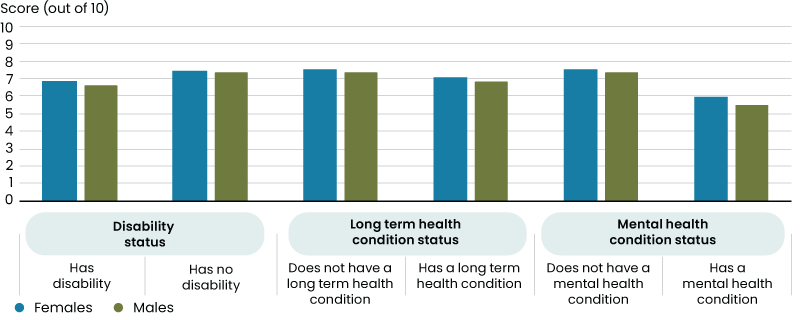 Score (out of 10)
10
9
8
7
6
5
4
3
2
1
0
Disability
status
Long term health
condition status
Mental health
condition status
Has
disability
Has no
disability
Does not have a
long term health
condition
Has a long term
health condition
Does not have a
mental health
condition
Has a
mental health
condition
Females
Males